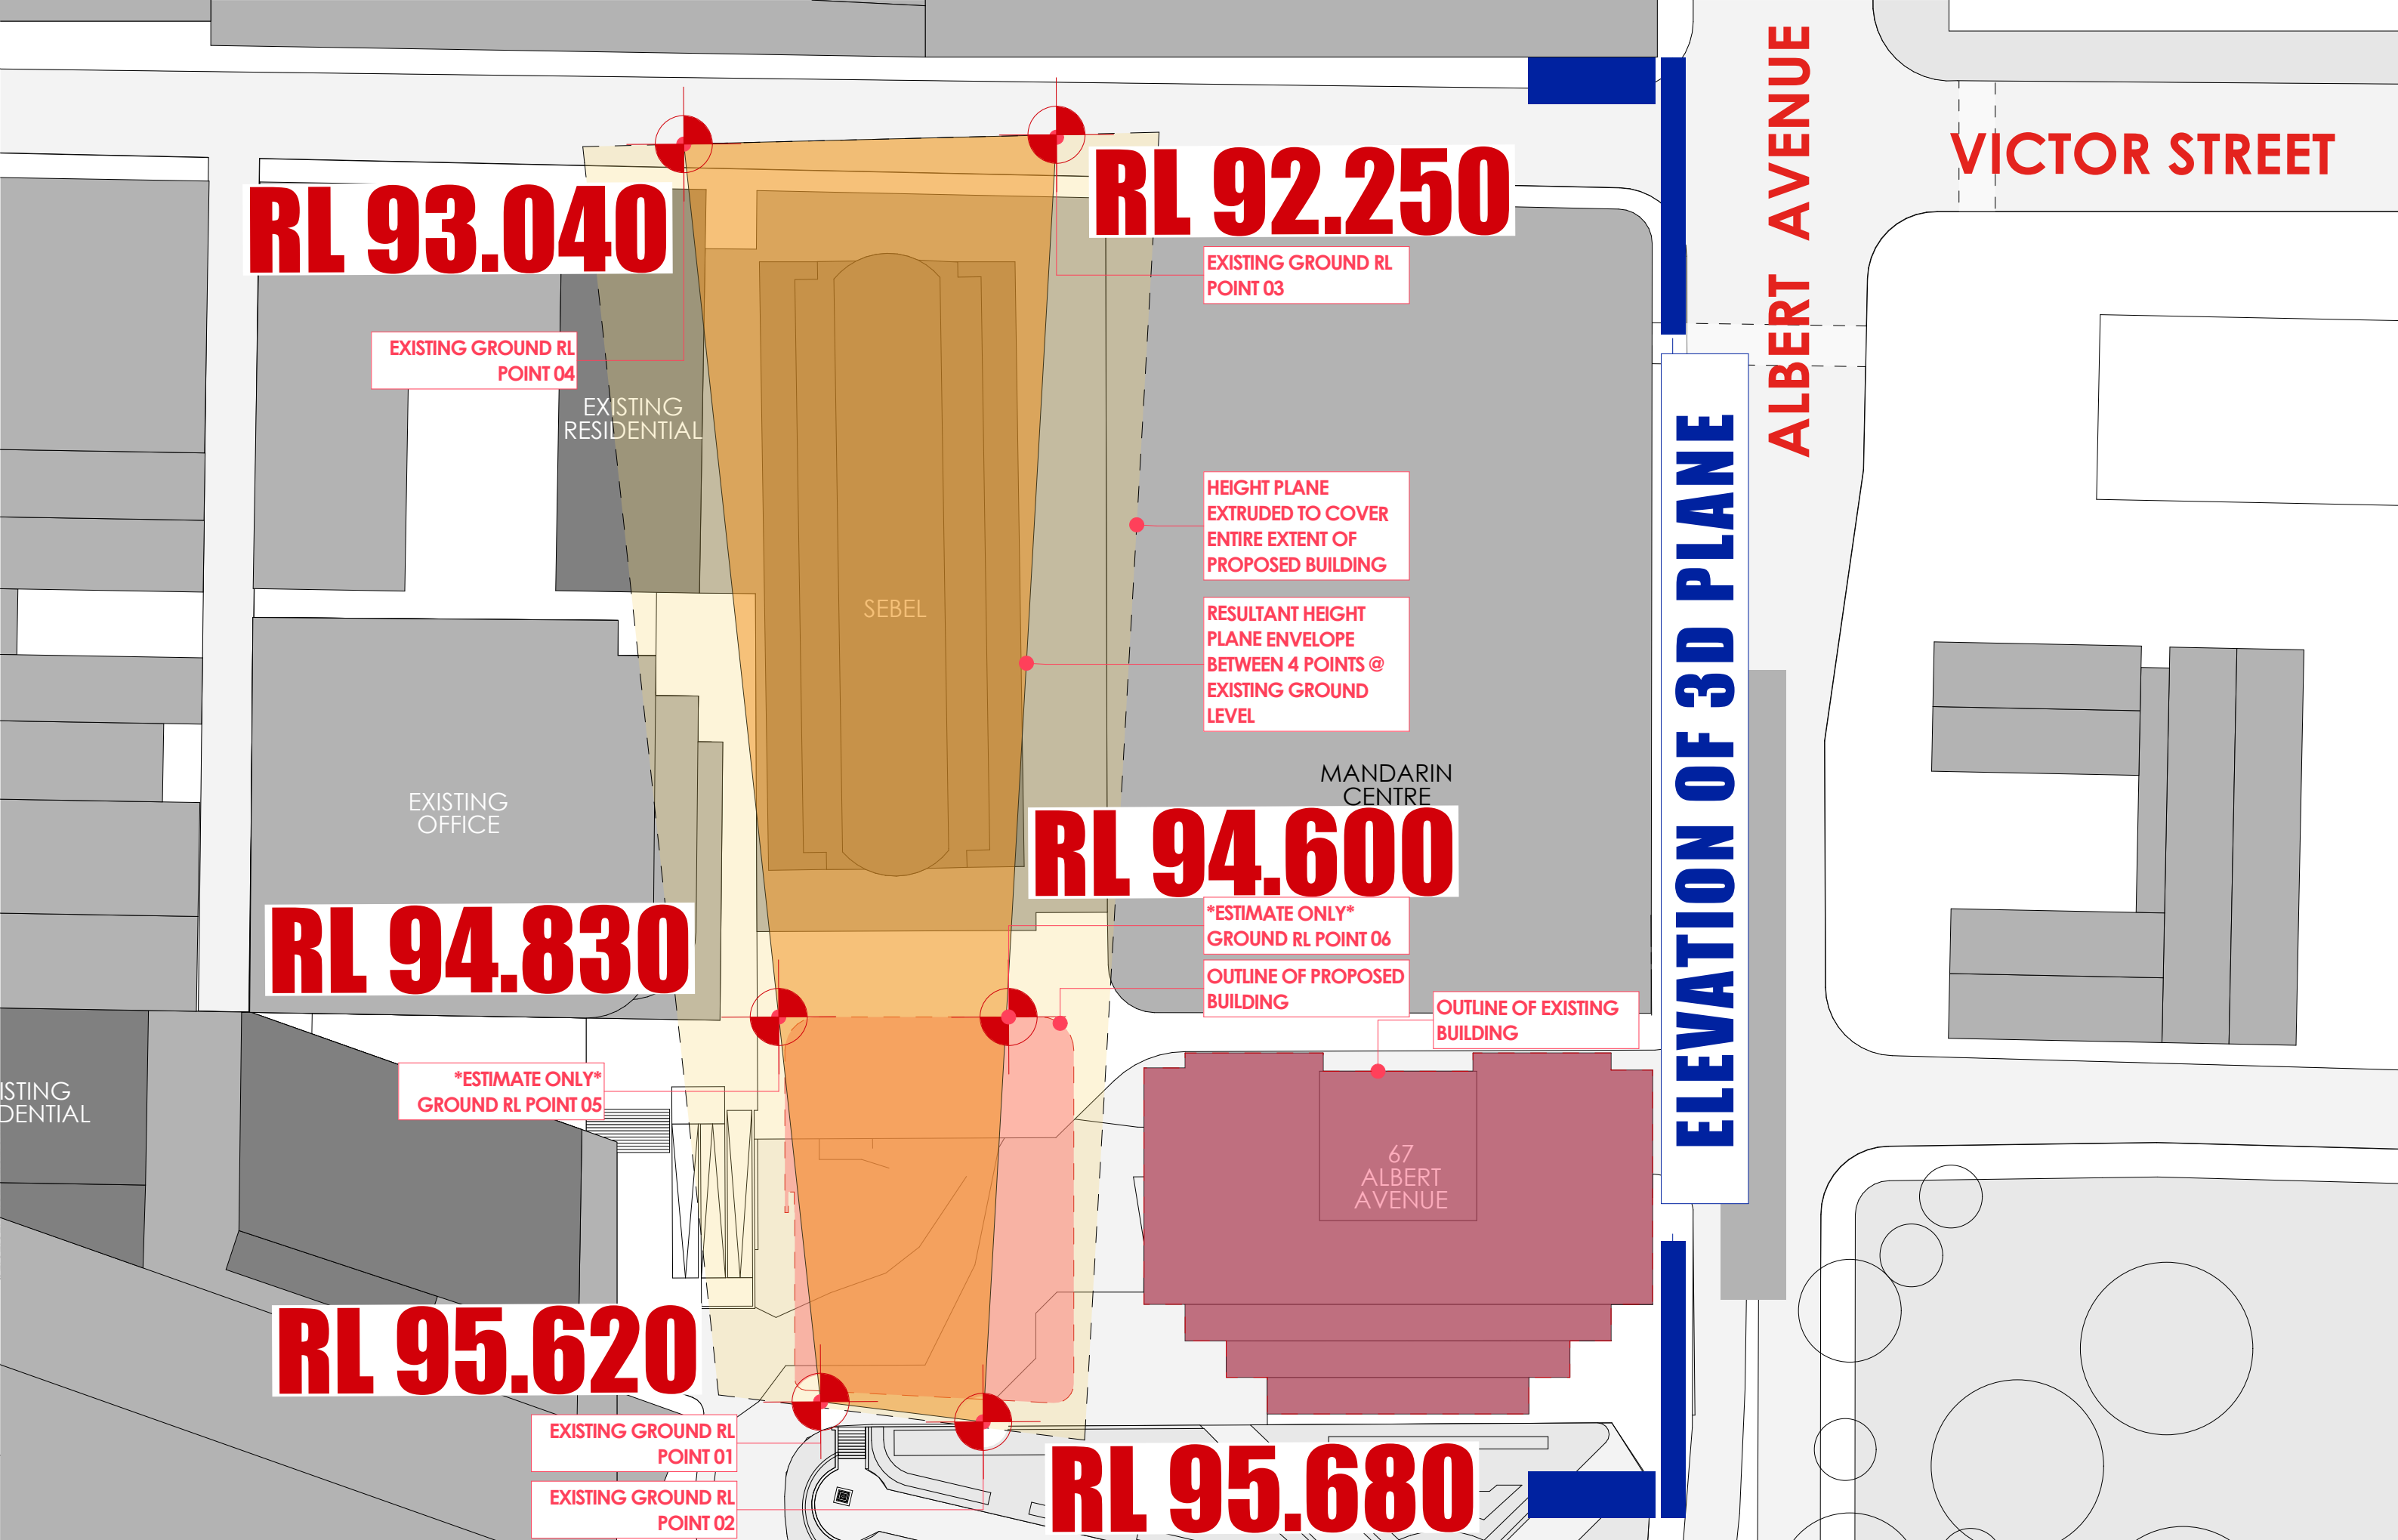 ALBERT AVENUE
VICTOR STREET
RL 93.040
RL 92.250
EXISTING GROUND RL
POINT 03
EXISTING GROUND RL
POINT 04
EXISTING
RESIDENTIAL
HEIGHT PLANE
EXTRUDED TO COVER
ENTIRE EXTENT OF
PROPOSED BUILDING
SEBEL
RESULTANT HEIGHT
PLANE ENVELOPE
BETWEEN 4 POINTS @
EXISTING GROUND
LEVEL
ELEVATION OF 3D PLANE
MANDARIN
CENTRE
EXISTING
OFFICE
RL 94.600
RL 94.830
*ESTIMATE ONLY*
GROUND RL POINT 06
OUTLINE OF PROPOSED
BUILDING
OUTLINE OF EXISTING
BUILDING
*ESTIMATE ONLY*
GROUND RL POINT 05
ISTING
DENTIAL
67
ALBERT
AVENUE
RL 95.620
EXISTING GROUND RL
POINT 01
RL 95.680
EXISTING GROUND RL
POINT 02